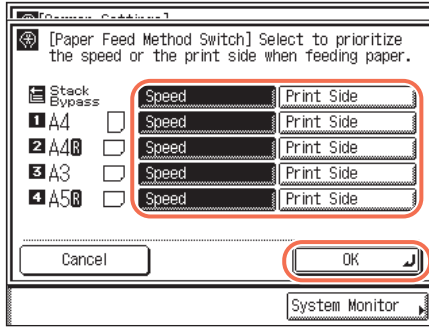 [Paper Feed Method Switch] Select to prioritize
the speed or the print side when feeding paper.
Stack
Bypass Speed Print Side
1 A4 Speed Print Side
2 A4R Speed Print Side
3 A3 Speed Print Side
4 A5R Speed Print Side
Cancel OK
System Monitor